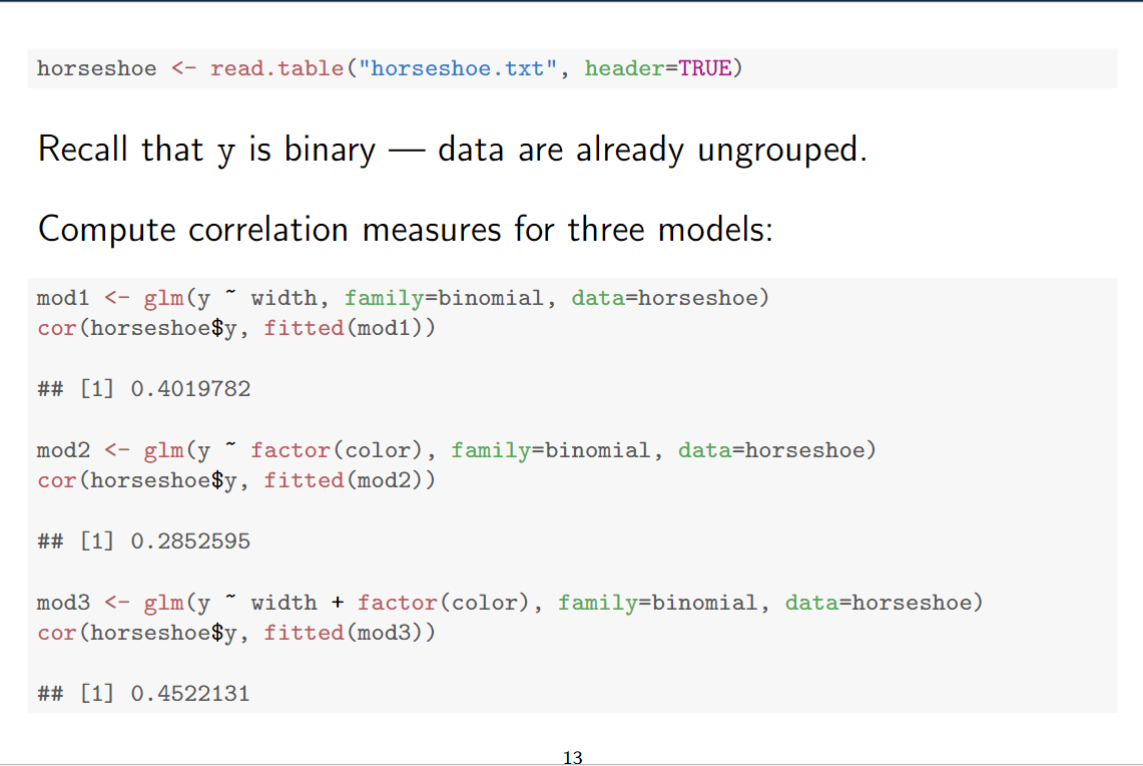 horseshoe <- read.table("horseshoe.txt", header=TRUE)
Recall that y is binary — data are already ungrouped.
Compute correlation measures for three models:
mod1 <- glm(y ~ width, family=binomial, data=horseshoe)
cor(horseshoe$y, fitted(mod1))
## [1] 0.4019782
mod2 <- glm(y ~ factor(color), family=binomial, data=horseshoe)
cor(horseshoe$y, fitted(mod2))
## [1] 0.2852595
mod3 <- glm(y ~ width + factor(color), family=binomial, data=horseshoe)
cor(horseshoe$y, fitted(mod3))
## [1] 0.4522131
13